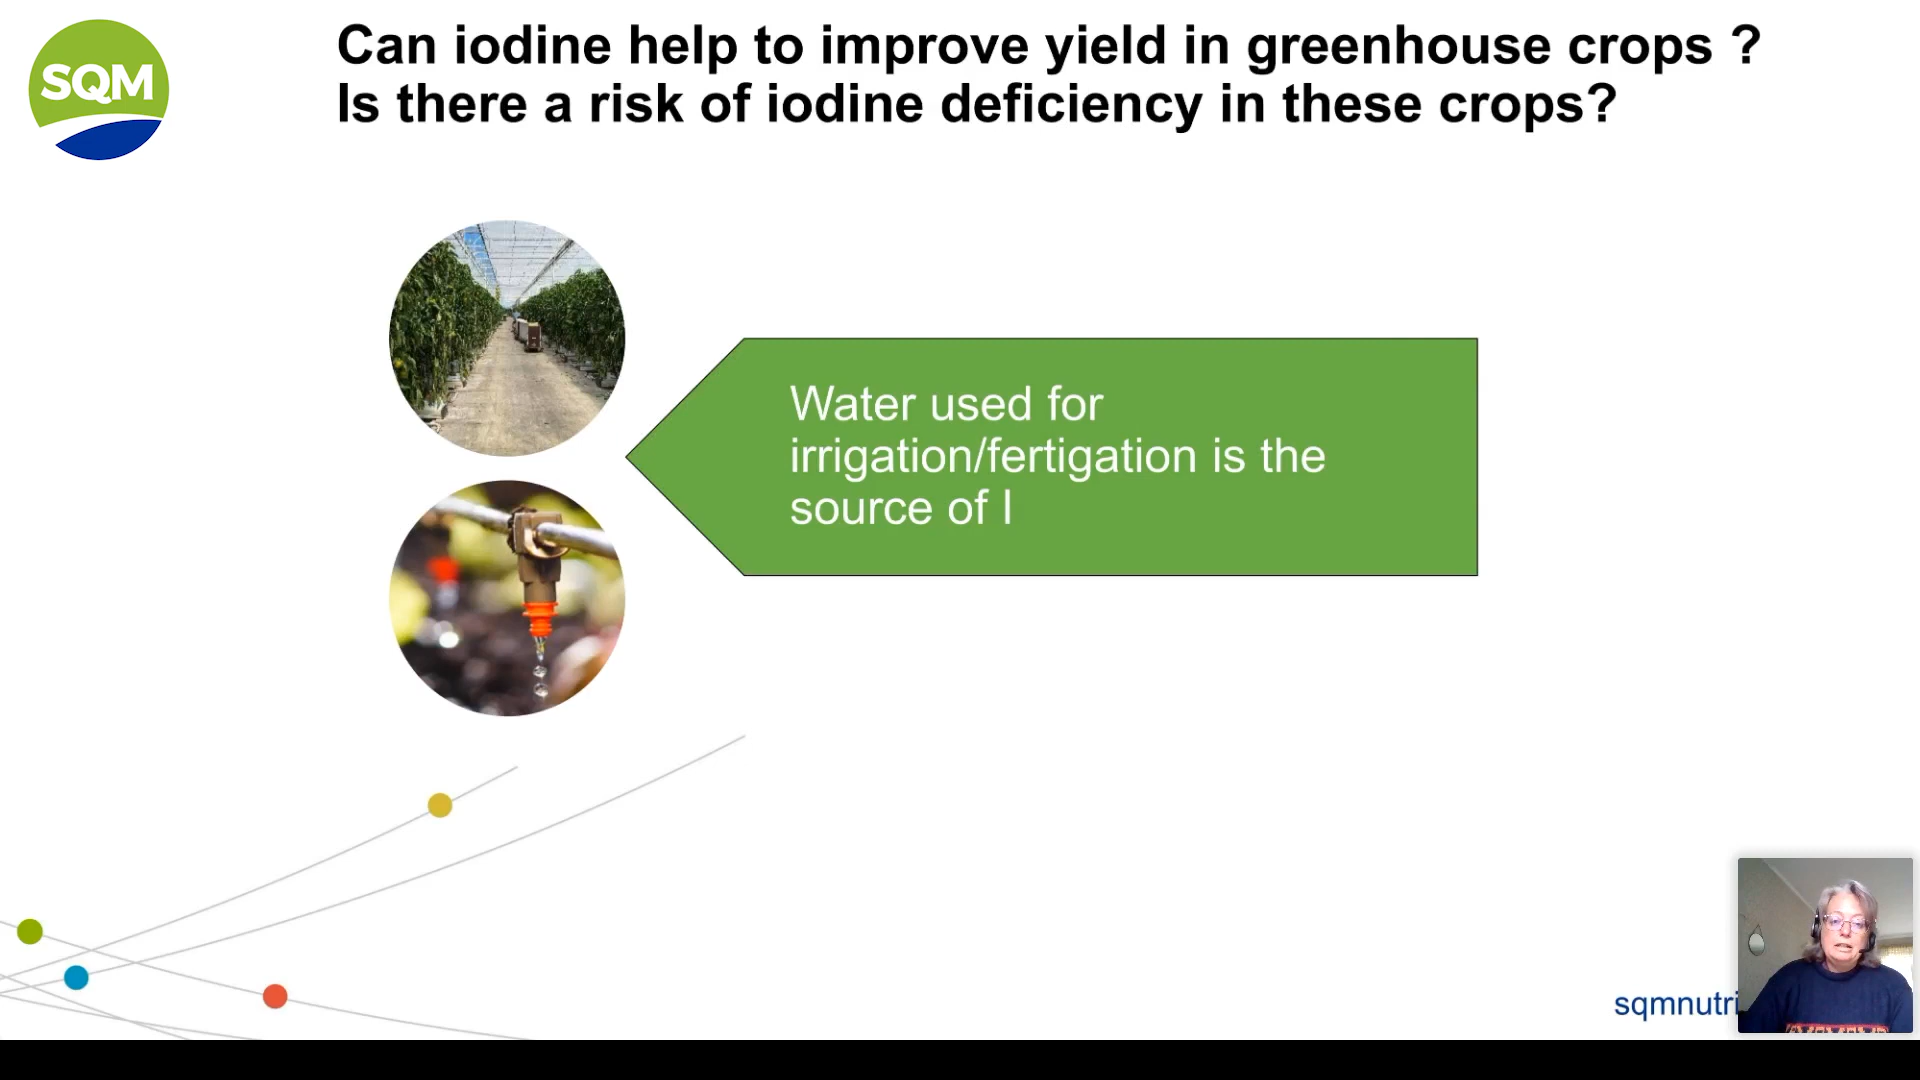 SQM
Can iodine help to improve yield in greenhouse crops ?
Is there a risk of iodine deficiency in these crops?
Water used for
irrigation/fertigation is the
source of I
sqmnutri